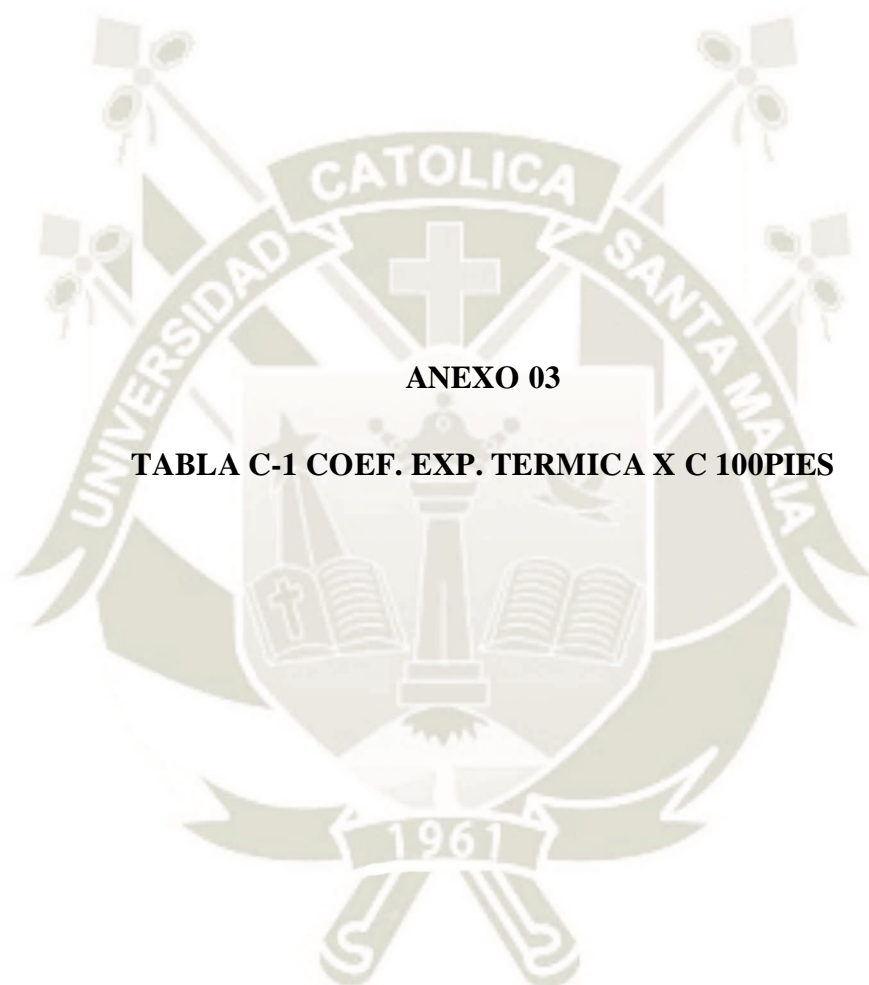 CATOLICA
UNIVERSIDAD
SANTA MARIA
ANEXO 03
TABLA C-1 COEF. EXP. TERMICA X C 100PIES
1961